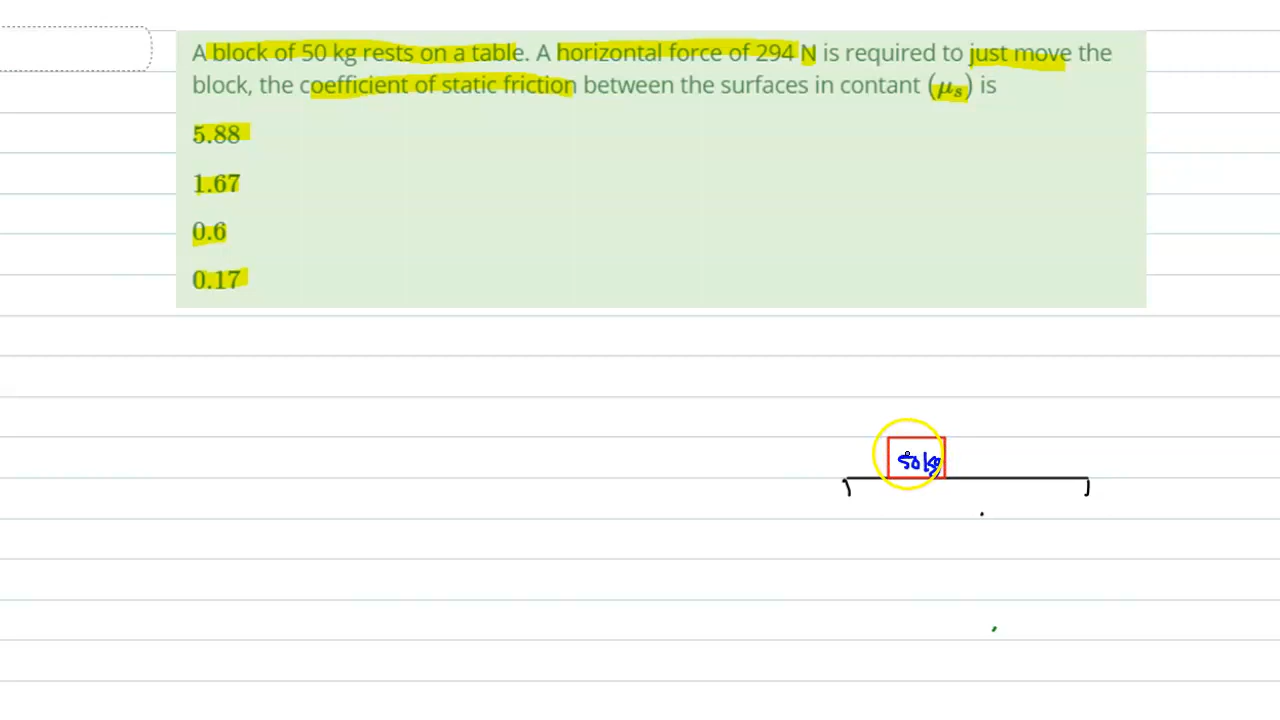 A block of 50 kg rests on a table. A horizontal force of 294 N is required to just move the
block, the coefficient of static friction between the surfaces in contant (μₛ) is
5.88
1.67
0.6
0.17
50kg